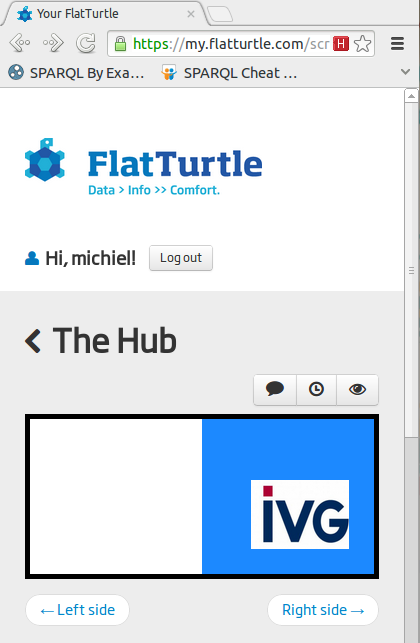 Your FlatTurtle
https://my.flatturtle.com/scr
H
SPARQL By Exa...
SPARQL Cheat ...
FlatTurtle
Data > Info >> Comfort.
Hi, michiel!
Log out
The Hub
iVG
←Left side
Right side →